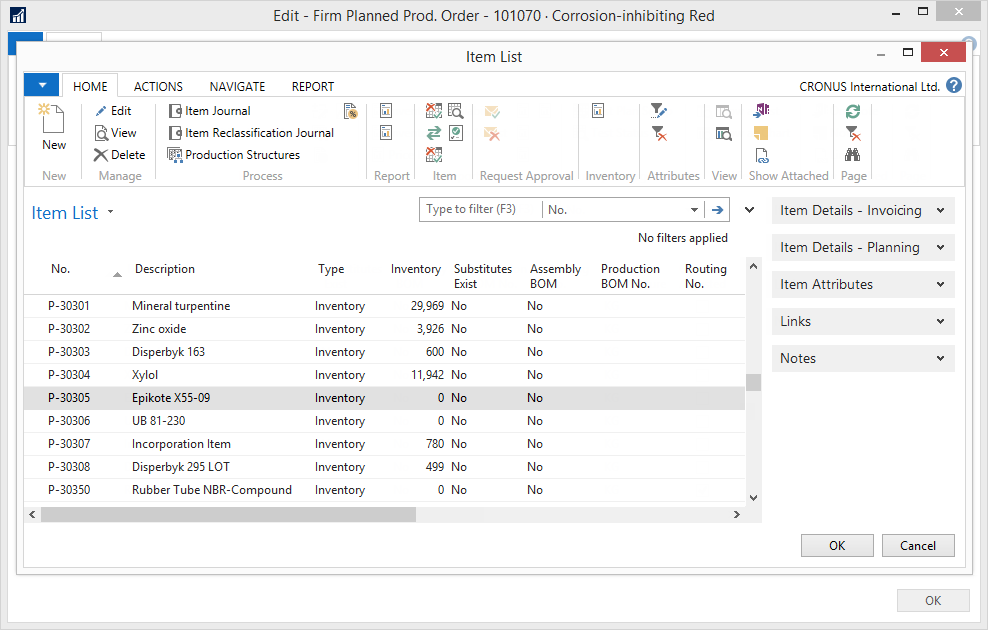 Edit - Firm Planned Prod. Order - 101070 · Corrosion-inhibiting Red
Item List
HOME ACTIONS NAVIGATE REPORT CRONUS International Ltd. ?
New
Edit
View
Delete
Item Journal
Item Reclassification Journal
Production Structures
New Manage Process Report Item Request Approval Inventory Attributes View Show Attached Page
Item List
Type to filter (F3) No.
No filters applied
No. Description Type Inventory Substitutes Exist Assembly BOM Production BOM No. Routing No.
P-30301 Mineral turpentine Inventory 29,969 No No
P-30302 Zinc oxide Inventory 3,926 No No
P-30303 Disperbyk 163 Inventory 600 No No
P-30304 Xylol Inventory 11,942 No No
P-30305 Epikote X55-09 Inventory 0 No No
P-30306 UB 81-230 Inventory 0 No No
P-30307 Incorporation Item Inventory 780 No No
P-30308 Disperbyk 295 LOT Inventory 499 No No
P-30350 Rubber Tube NBR-Compound Inventory 0 No No
Item Details - Invoicing
Item Details - Planning
Item Attributes
Links
Notes
OK Cancel
OK